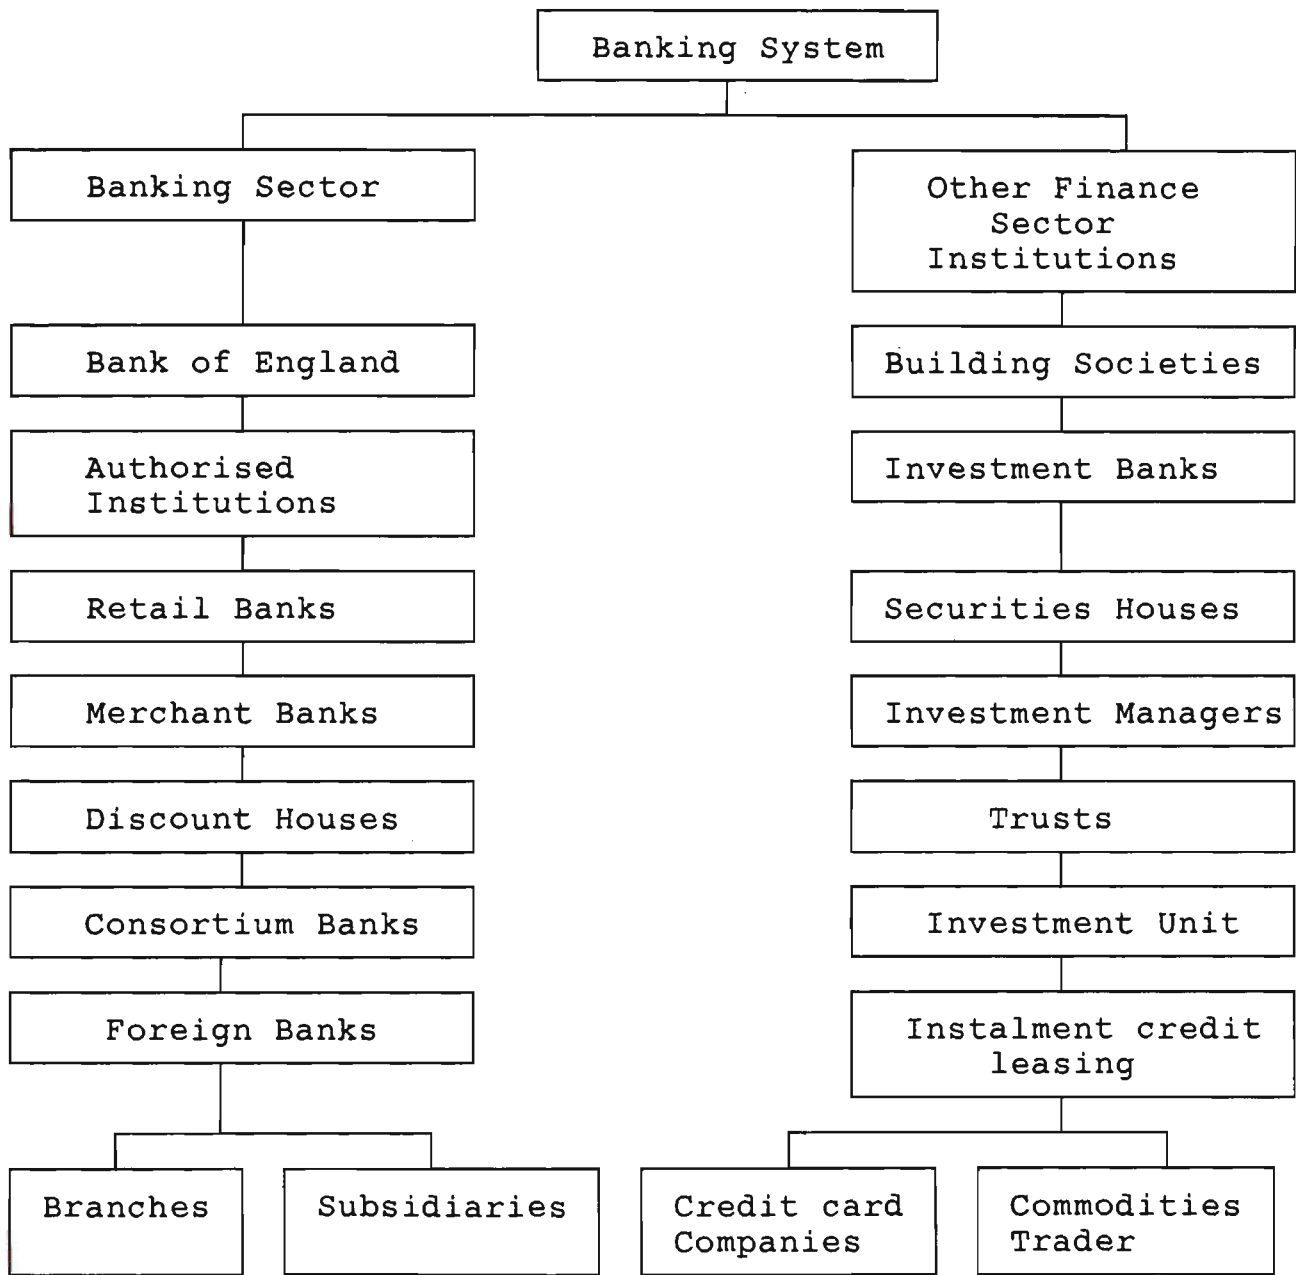 Banking System
Banking Sector
Other Finance
Sector
Institutions
Bank of England
Building Societies
Authorised
Institutions
Investment Banks
Retail Banks
Securities Houses
Merchant Banks
Investment Managers
Discount Houses
Trusts
Consortium Banks
Investment Unit
Foreign Banks
Instalment credit
leasing
Branches
Subsidiaries
Credit card
Companies
Commodities
Trader